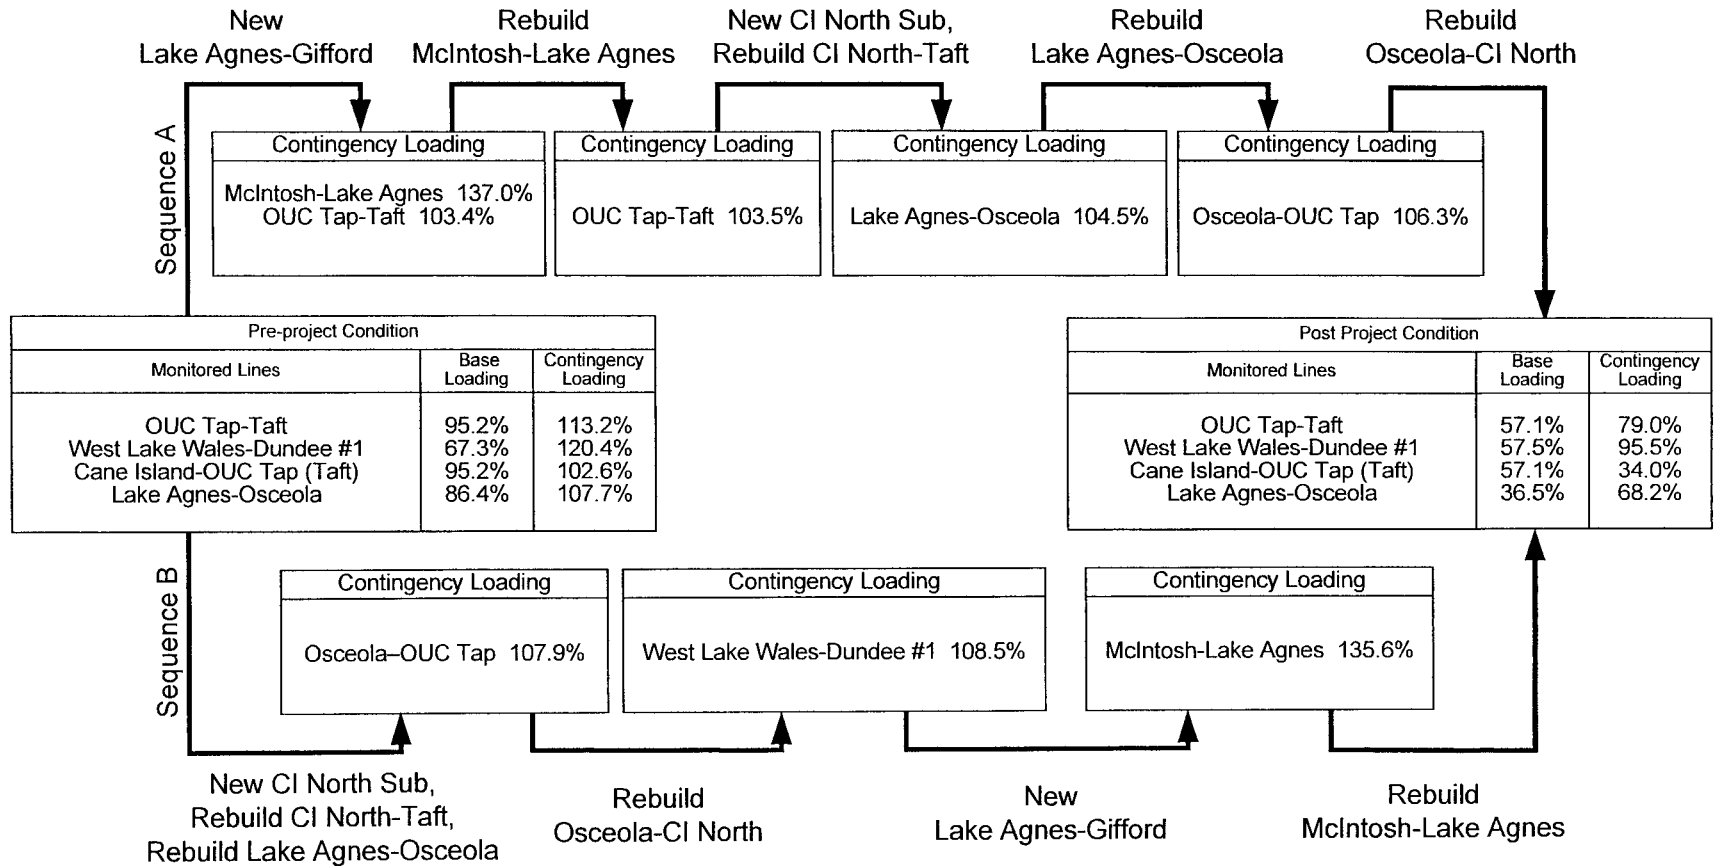 New
Lake Agnes-Gifford
Rebuild
McIntosh-Lake Agnes
New CI North Sub,
Rebuild CI North-Taft
Rebuild
Lake Agnes-Osceola
Rebuild
Osceola-CI North
Sequence A
Contingency Loading
McIntosh-Lake Agnes 137.0%
OUC Tap-Taft 103.4%
Contingency Loading
OUC Tap-Taft 103.5%
Contingency Loading
Lake Agnes-Osceola 104.5%
Contingency Loading
Osceola-OUC Tap 106.3%
Pre-project Condition
Monitored Lines
Base
Loading
Contingency
Loading
OUC Tap-Taft 95.2% 113.2%
West Lake Wales-Dundee #1 67.3% 120.4%
Cane Island-OUC Tap (Taft) 95.2% 102.6%
Lake Agnes-Osceola 86.4% 107.7%
Post Project Condition
Monitored Lines
Base
Loading
Contingency
Loading
OUC Tap-Taft 57.1% 79.0%
West Lake Wales-Dundee #1 57.5% 95.5%
Cane Island-OUC Tap (Taft) 57.1% 34.0%
Lake Agnes-Osceola 36.5% 68.2%
Sequence B
Contingency Loading
Osceola–OUC Tap 107.9%
Contingency Loading
West Lake Wales-Dundee #1 108.5%
Contingency Loading
McIntosh-Lake Agnes 135.6%
New CI North Sub,
Rebuild CI North-Taft,
Rebuild Lake Agnes-Osceola
Rebuild
Osceola-CI North
New
Lake Agnes-Gifford
Rebuild
McIntosh-Lake Agnes